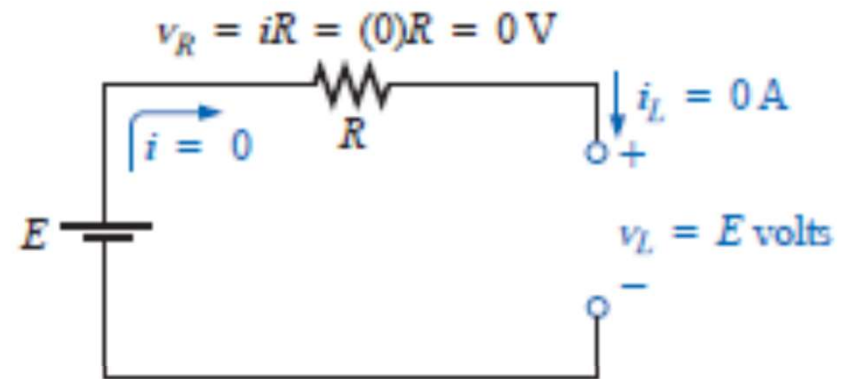 v_R = iR = (0)R = 0 V
i_L = 0 A
i = 0
R
+
E
v_L = E volts
−